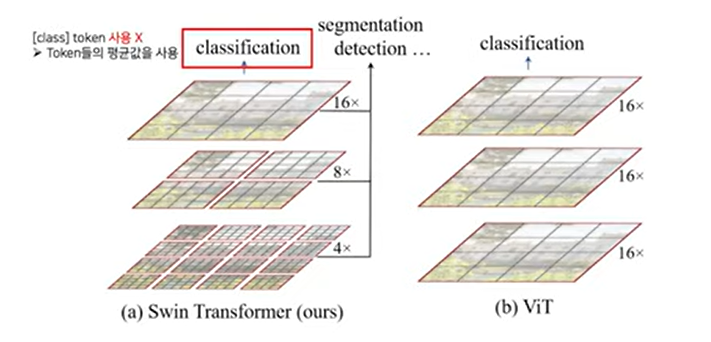 [class] token 사용 X
➤ Token들의 평균값을 사용
classification
segmentation
detection …
classification
16×
8×
4×
16×
16×
16×
(a) Swin Transformer (ours)
(b) ViT